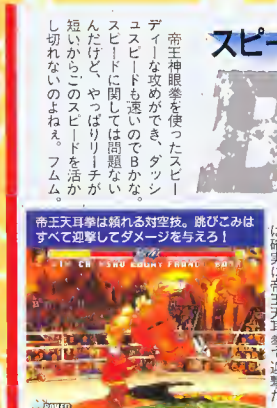 スピー
B
帝王神眼拳を使ったスピー
ディーな攻めができ、ダッシ
ュスピードも速いのでBかな。
スピードに関しては問題ない
んだけど、やっぱりリーチが
短いからこのスピードを活か
し切れないのよねぇ。フムム。
帝王天耳拳は頼れる対空技。跳びこみは
すべて迎撃してダメージを与えろ!
は確実に帝王天耳拳で迎撃が
POWER